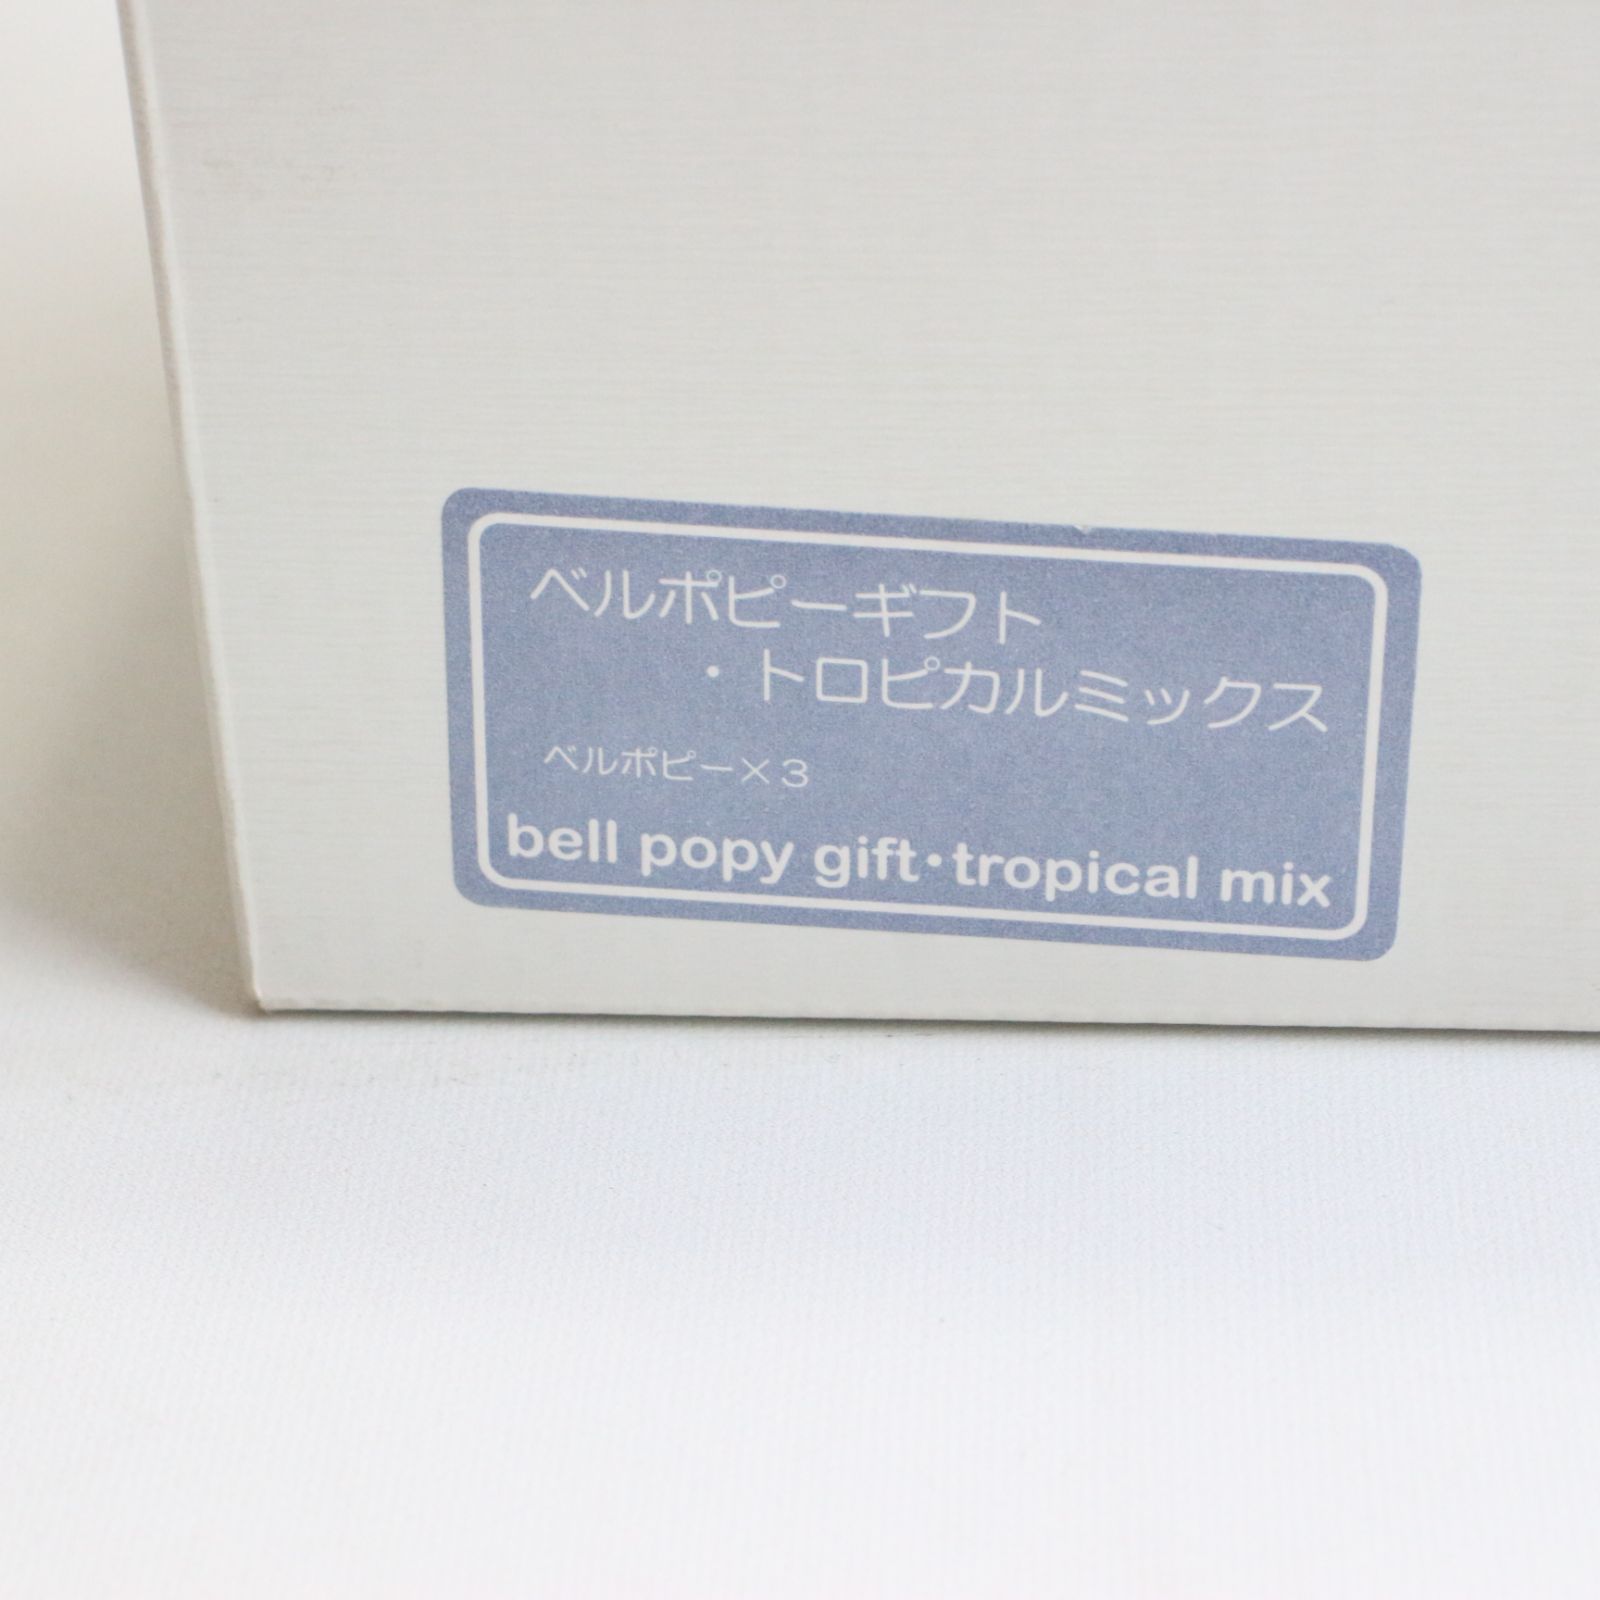 ベルポピーギフト
・トロピカルミックス
ベルポピー×3
bell popy gift・tropical mix